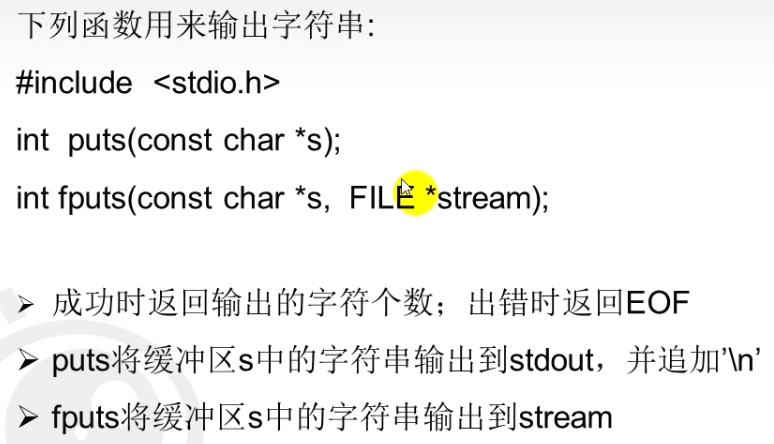 下列函数用来输出字符串:
#include <stdio.h>
int puts(const char *s);
int fputs(const char *s, FILE *stream);
➢ 成功时返回输出的字符个数；出错时返回EOF
➢ puts将缓冲区s中的字符串输出到stdout，并追加’\n’
➢ fputs将缓冲区s中的字符串输出到stream